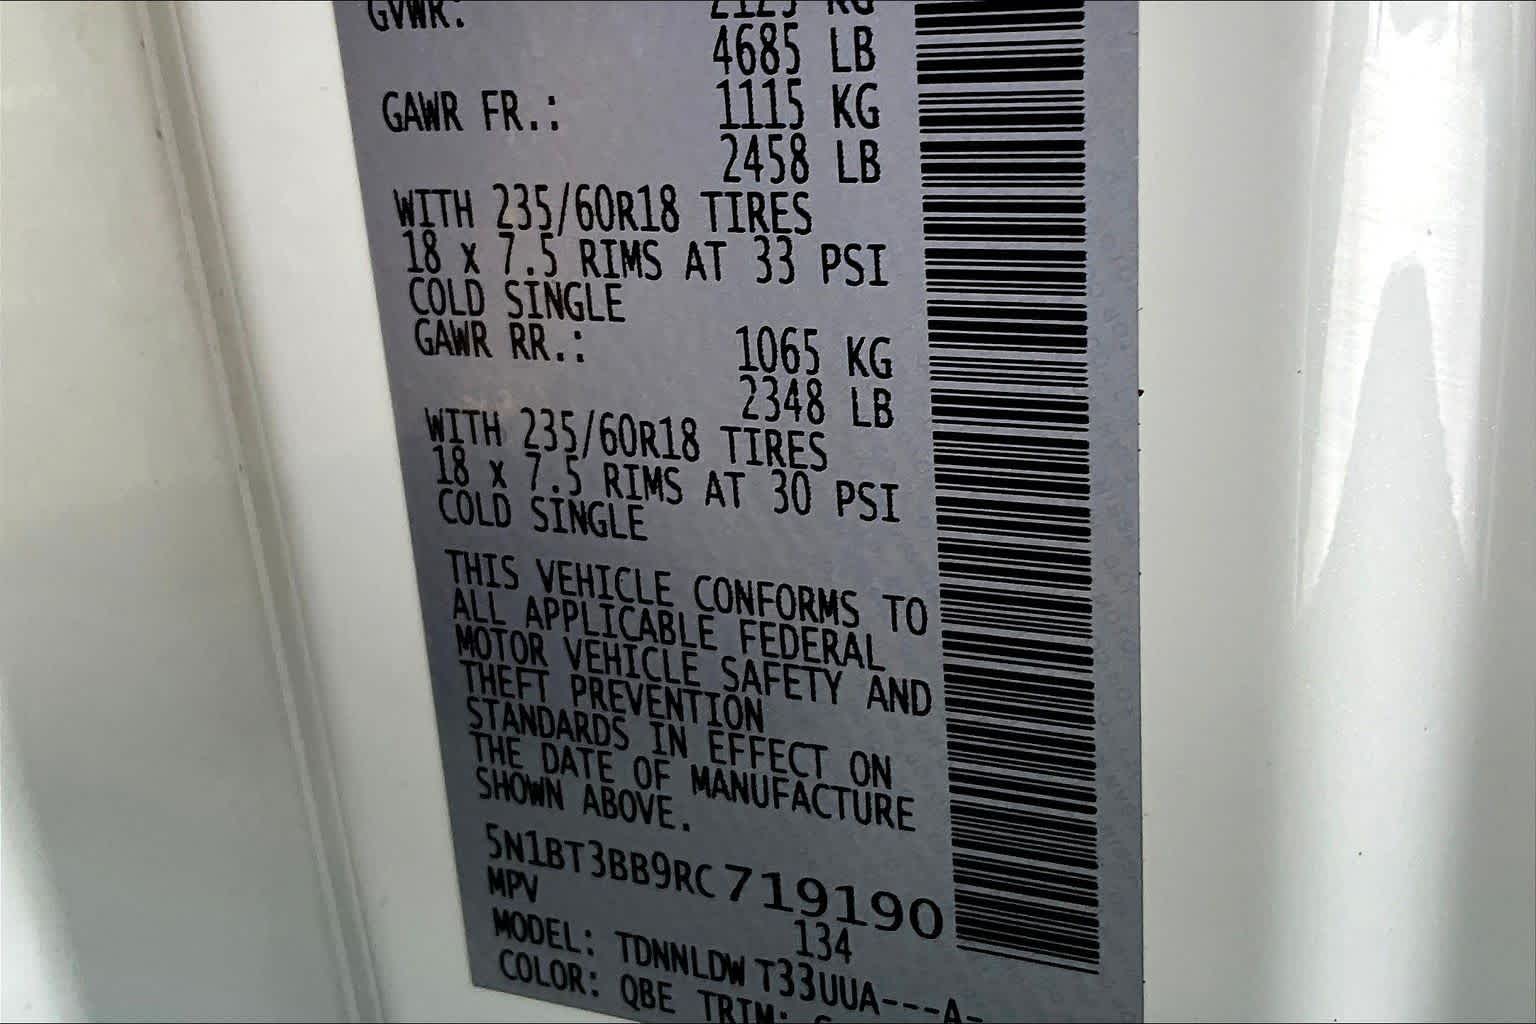 GVWR: 2123 KG
4685 LB
GAWR FR.: 1115 KG
2458 LB
WITH 235/60R18 TIRES
18 x 7.5 RIMS AT 33 PSI
COLD SINGLE
GAWR RR.: 1065 KG
2348 LB
WITH 235/60R18 TIRES
18 x 7.5 RIMS AT 30 PSI
COLD SINGLE
THIS VEHICLE CONFORMS TO
ALL APPLICABLE FEDERAL
MOTOR VEHICLE SAFETY AND
THEFT PREVENTION
STANDARDS IN EFFECT ON
THE DATE OF MANUFACTURE
SHOWN ABOVE.
5N1BT3BB9RC719190
MPV 134
MODEL: TDNNLDW T33UUA---A-
COLOR: QBE TRIM: